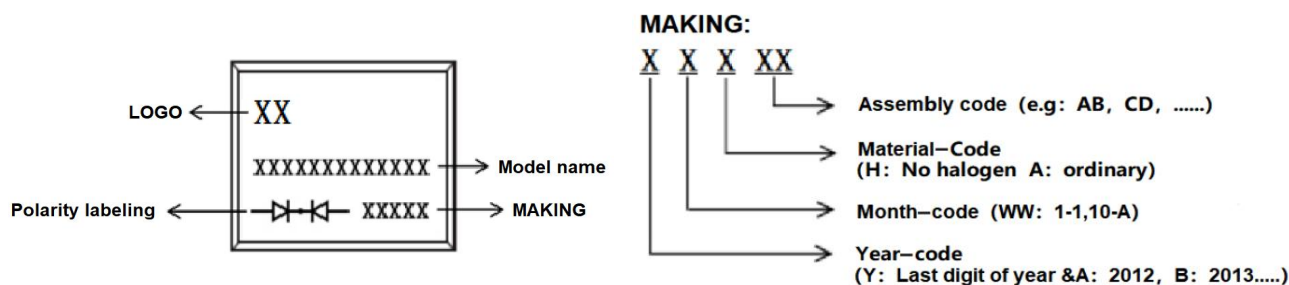 LOGO
XX
XXXXXXXXXXXXX
Model name
Polarity labeling
XXXXX
MAKING
MAKING:
X X X XX
Assembly code (e.g: AB, CD, ......)
Material-Code
(H: No halogen A: ordinary)
Month-code (WW: 1-1,10-A)
Year-code
(Y: Last digit of year &A: 2012, B: 2013.....)